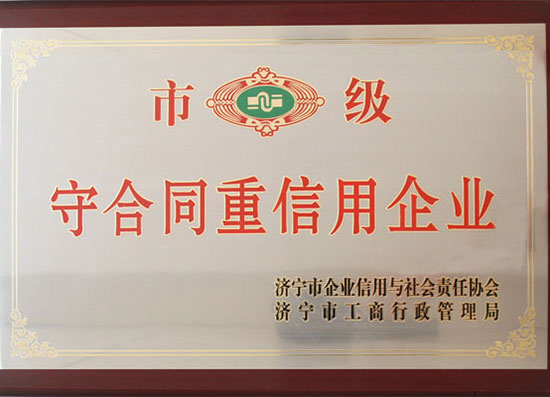 市 级
守合同重信用企业
济宁市企业信用与社会责任协会
济宁市工商行政管理局